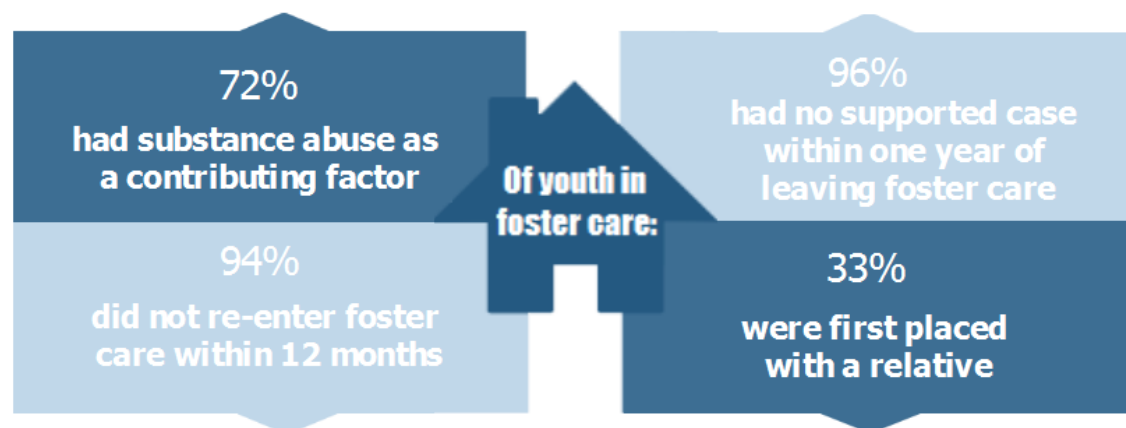 Of youth in
foster care:
72%
had substance abuse as
a contributing factor
96%
had no supported case
within one year of
leaving foster care
94%
did not re-enter foster
care within 12 months
33%
were first placed
with a relative